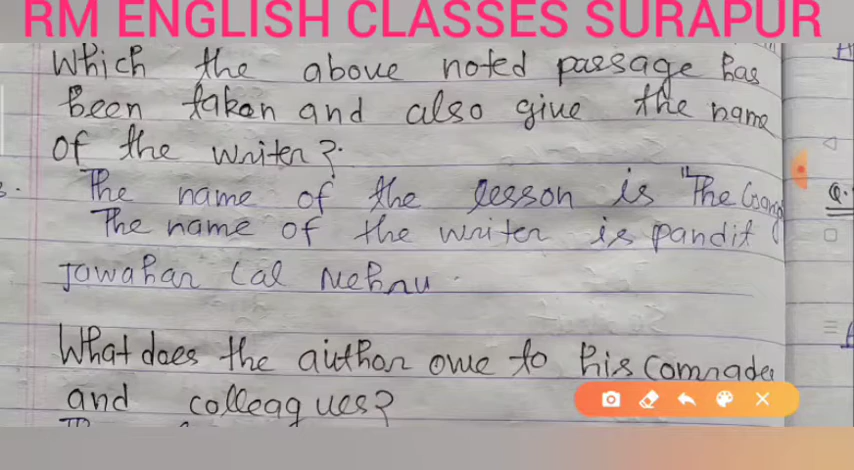 RM ENGLISH CLASSES SURAPUR
Which the above noted passage has
been taken and also give the name
of the writer?
The name of the lesson is "The
The name of the writer is pandit
Jawahar Lal Nehru
What does the author owe to his comrades
and colleagues?
Q.